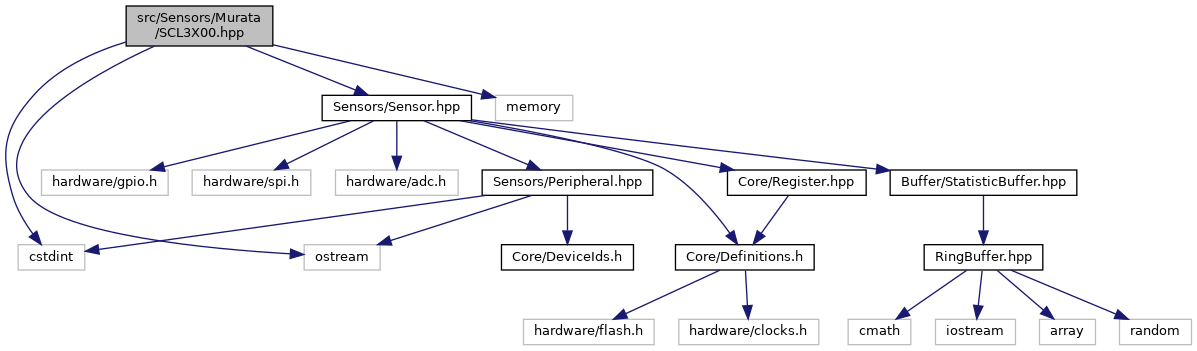 src/Sensors/Murata
/SCL3X00.hpp
Sensors/Sensor.hpp
memory
hardware/gpio.h
hardware/spi.h
hardware/adc.h
Sensors/Peripheral.hpp
Core/Register.hpp
Buffer/StatisticBuffer.hpp
cstdint
ostream
Core/DeviceIds.h
Core/Definitions.h
RingBuffer.hpp
hardware/flash.h
hardware/clocks.h
cmath
iostream
array
random